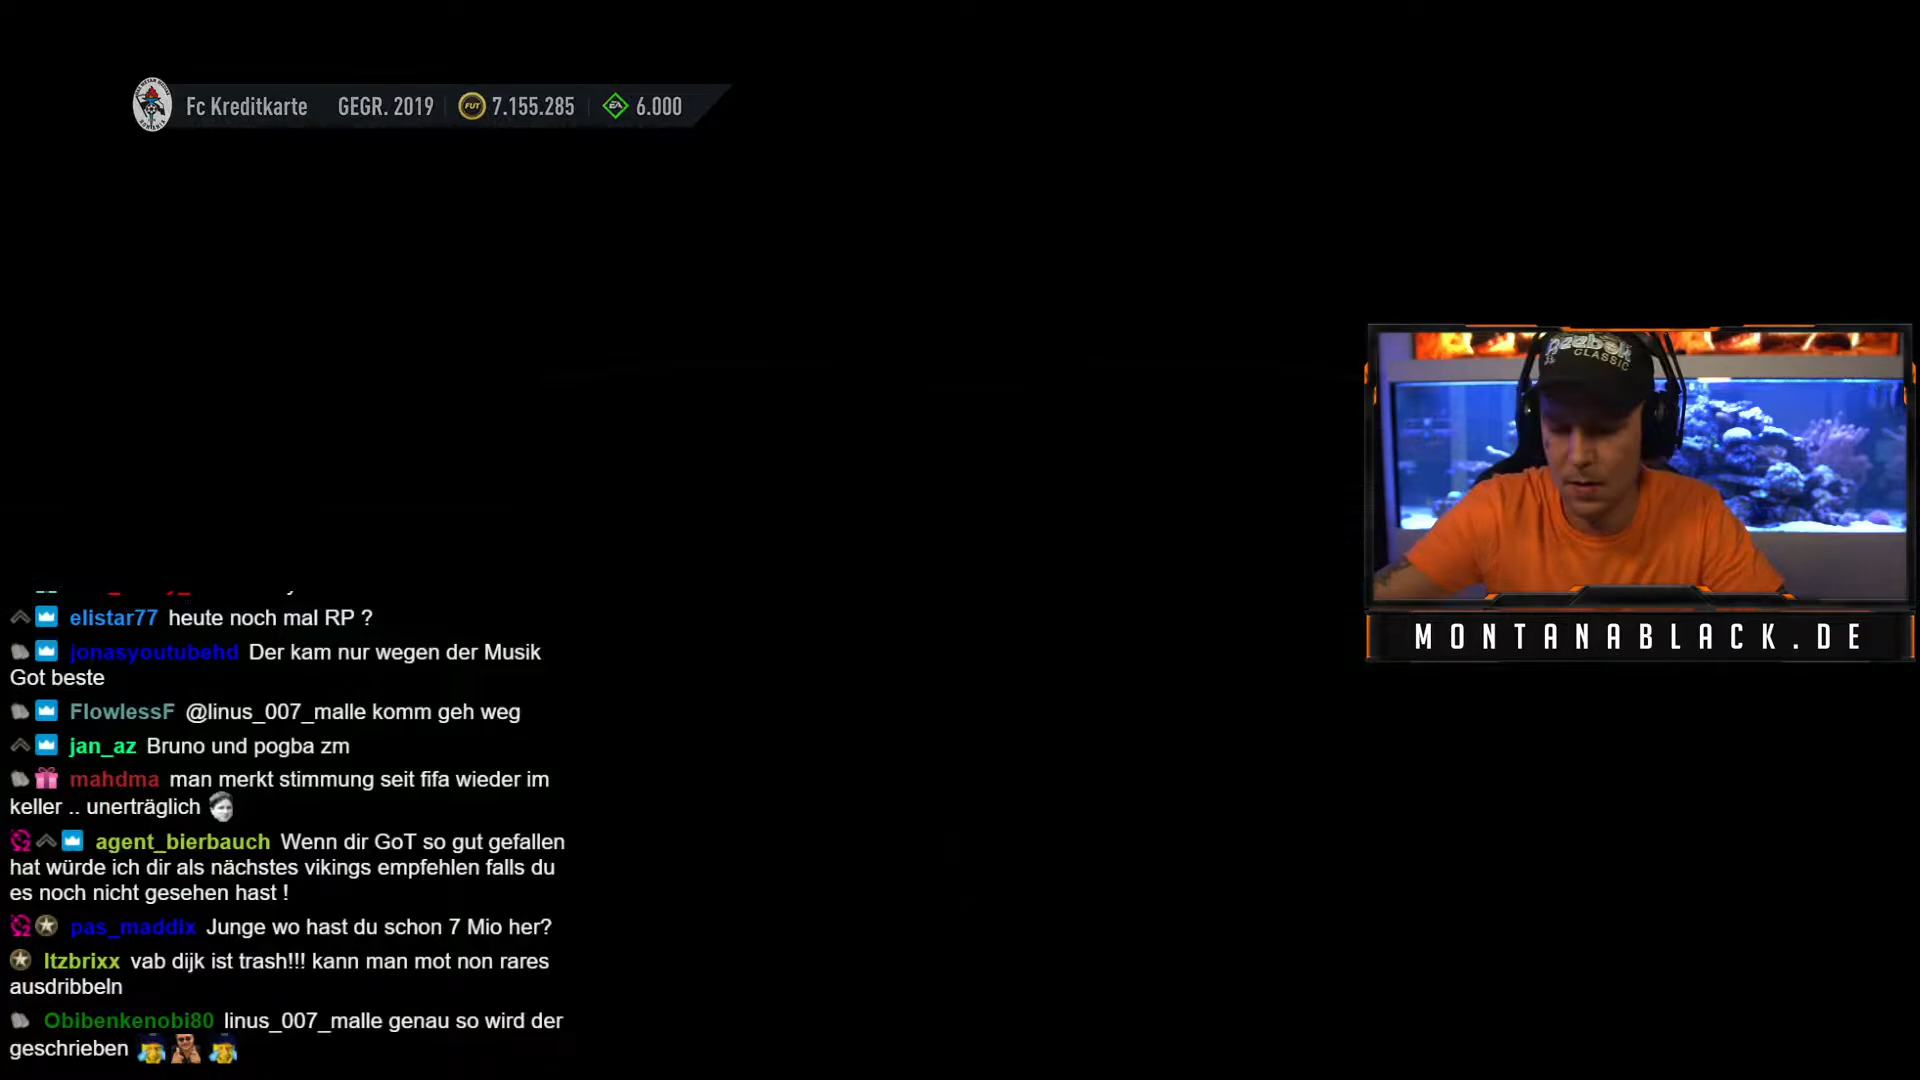 Fc Kreditkarte GEGR. 2019 FUT 7.155.285 EA 6.000
Reebok
CLASSIC
MONTANABLACK.DE
elistar77 heute noch mal RP ?
jonasyoutubehd Der kam nur wegen der Musik
Got beste
FlowlessF @linus_007_malle komm geh weg
jan_az Bruno und pogba zm
mahdma man merkt stimmung seit fifa wieder im
keller .. unerträglich
agent_bierbauch Wenn dir GoT so gut gefallen
hat würde ich dir als nächstes vikings empfehlen falls du
es noch nicht gesehen hast !
pas_maddix Junge wo hast du schon 7 Mio her?
Itzbrixx vab dijk ist trash!!! kann man mot non rares
ausdribbeln
Obibenkenobi80 linus_007_malle genau so wird der
geschrieben